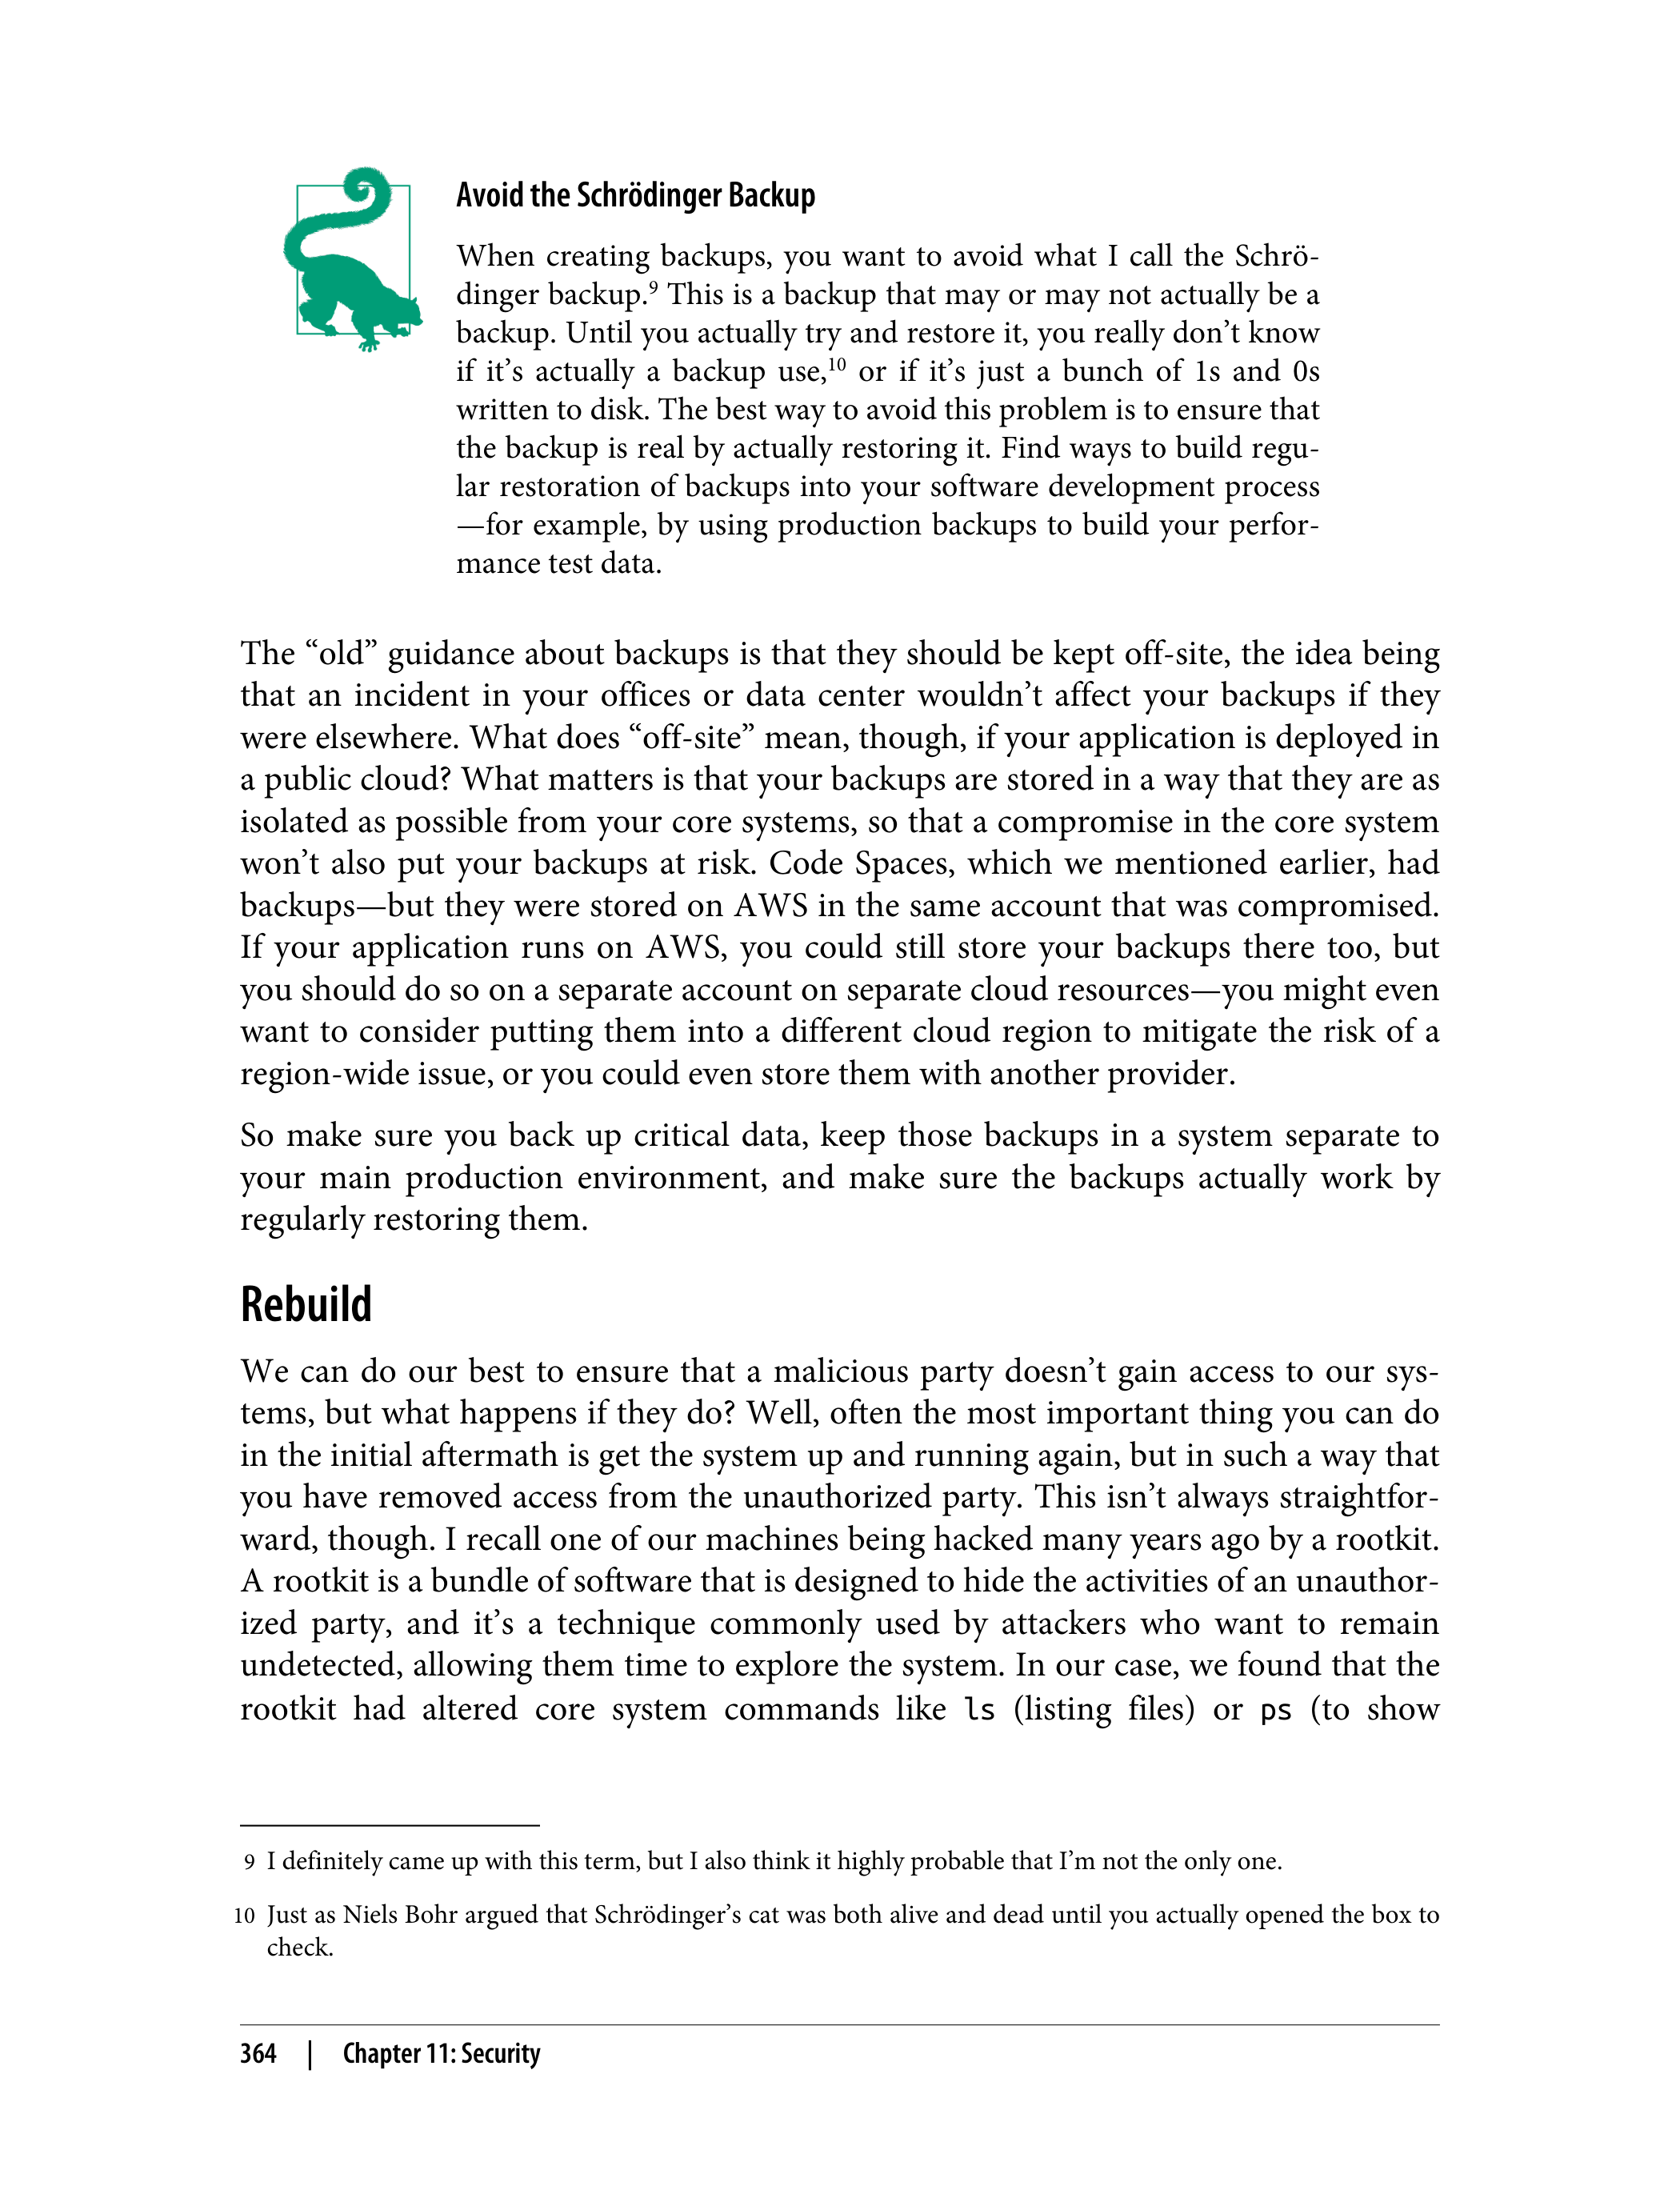 Avoid the Schrödinger Backup
When creating backups, you want to avoid what I call the Schrö-
dinger backup.9 This is a backup that may or may not actually be a
backup. Until you actually try and restore it, you really don’t know
if it’s actually a backup use,10 or if it’s just a bunch of 1s and 0s
written to disk. The best way to avoid this problem is to ensure that
the backup is real by actually restoring it. Find ways to build regu-
lar restoration of backups into your software development process
—for example, by using production backups to build your perfor-
mance test data.
The “old” guidance about backups is that they should be kept off-site, the idea being
that an incident in your offices or data center wouldn’t affect your backups if they
were elsewhere. What does “off-site” mean, though, if your application is deployed in
a public cloud? What matters is that your backups are stored in a way that they are as
isolated as possible from your core systems, so that a compromise in the core system
won’t also put your backups at risk. Code Spaces, which we mentioned earlier, had
backups—but they were stored on AWS in the same account that was compromised.
If your application runs on AWS, you could still store your backups there too, but
you should do so on a separate account on separate cloud resources—you might even
want to consider putting them into a different cloud region to mitigate the risk of a
region-wide issue, or you could even store them with another provider.
So make sure you back up critical data, keep those backups in a system separate to
your main production environment, and make sure the backups actually work by
regularly restoring them.
Rebuild
We can do our best to ensure that a malicious party doesn’t gain access to our sys-
tems, but what happens if they do? Well, often the most important thing you can do
in the initial aftermath is get the system up and running again, but in such a way that
you have removed access from the unauthorized party. This isn’t always straightfor-
ward, though. I recall one of our machines being hacked many years ago by a rootkit.
A rootkit is a bundle of software that is designed to hide the activities of an unauthor-
ized party, and it’s a technique commonly used by attackers who want to remain
undetected, allowing them time to explore the system. In our case, we found that the
rootkit had altered core system commands like ls (listing files) or ps (to show
9 I definitely came up with this term, but I also think it highly probable that I’m not the only one.
10 Just as Niels Bohr argued that Schrödinger’s cat was both alive and dead until you actually opened the box to
check.
364 | Chapter 11: Security